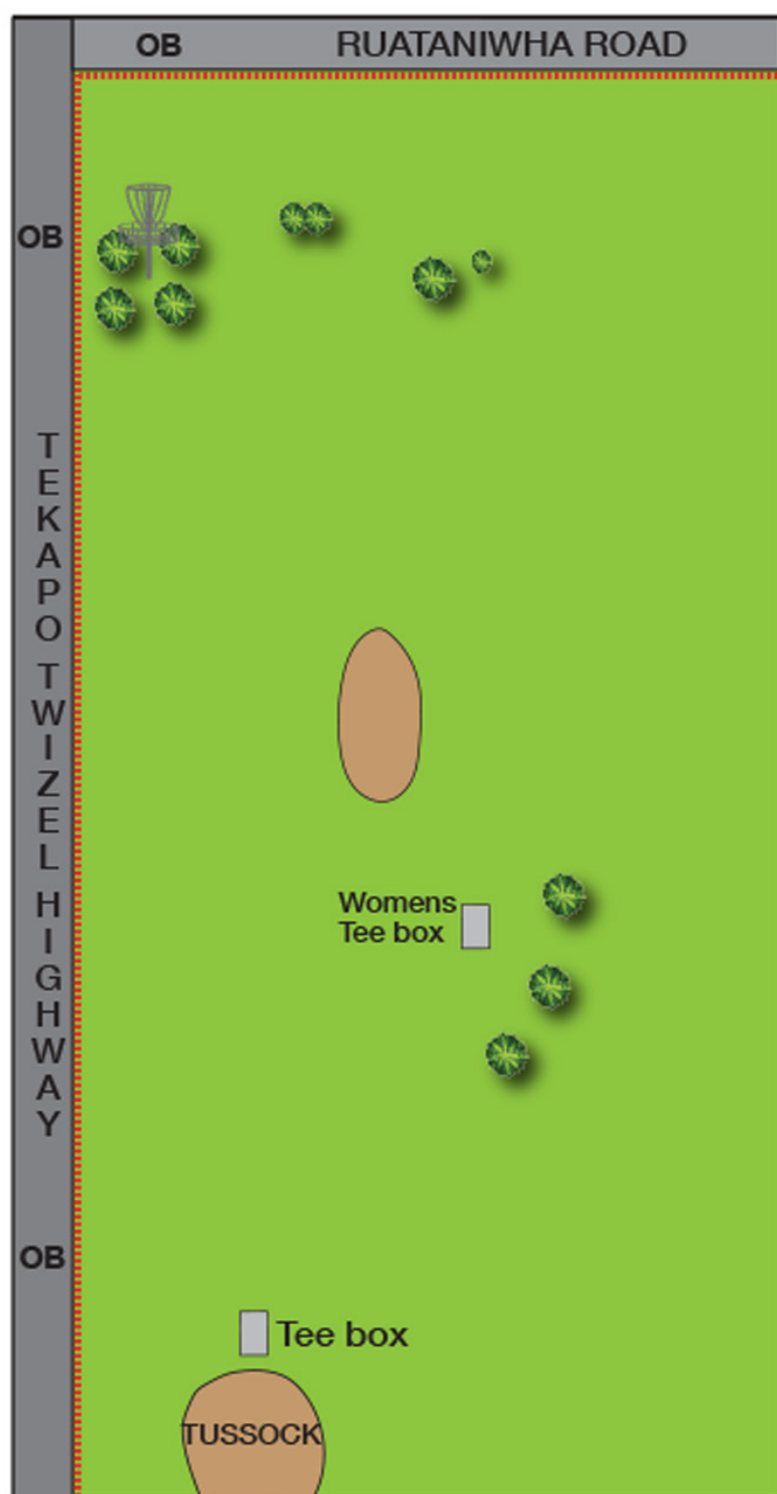 OB RUATANIWHA ROAD
OB
TEKAPO TWIZEL HIGHWAY
Womens
Tee box
OB
Tee box
TUSSOCK